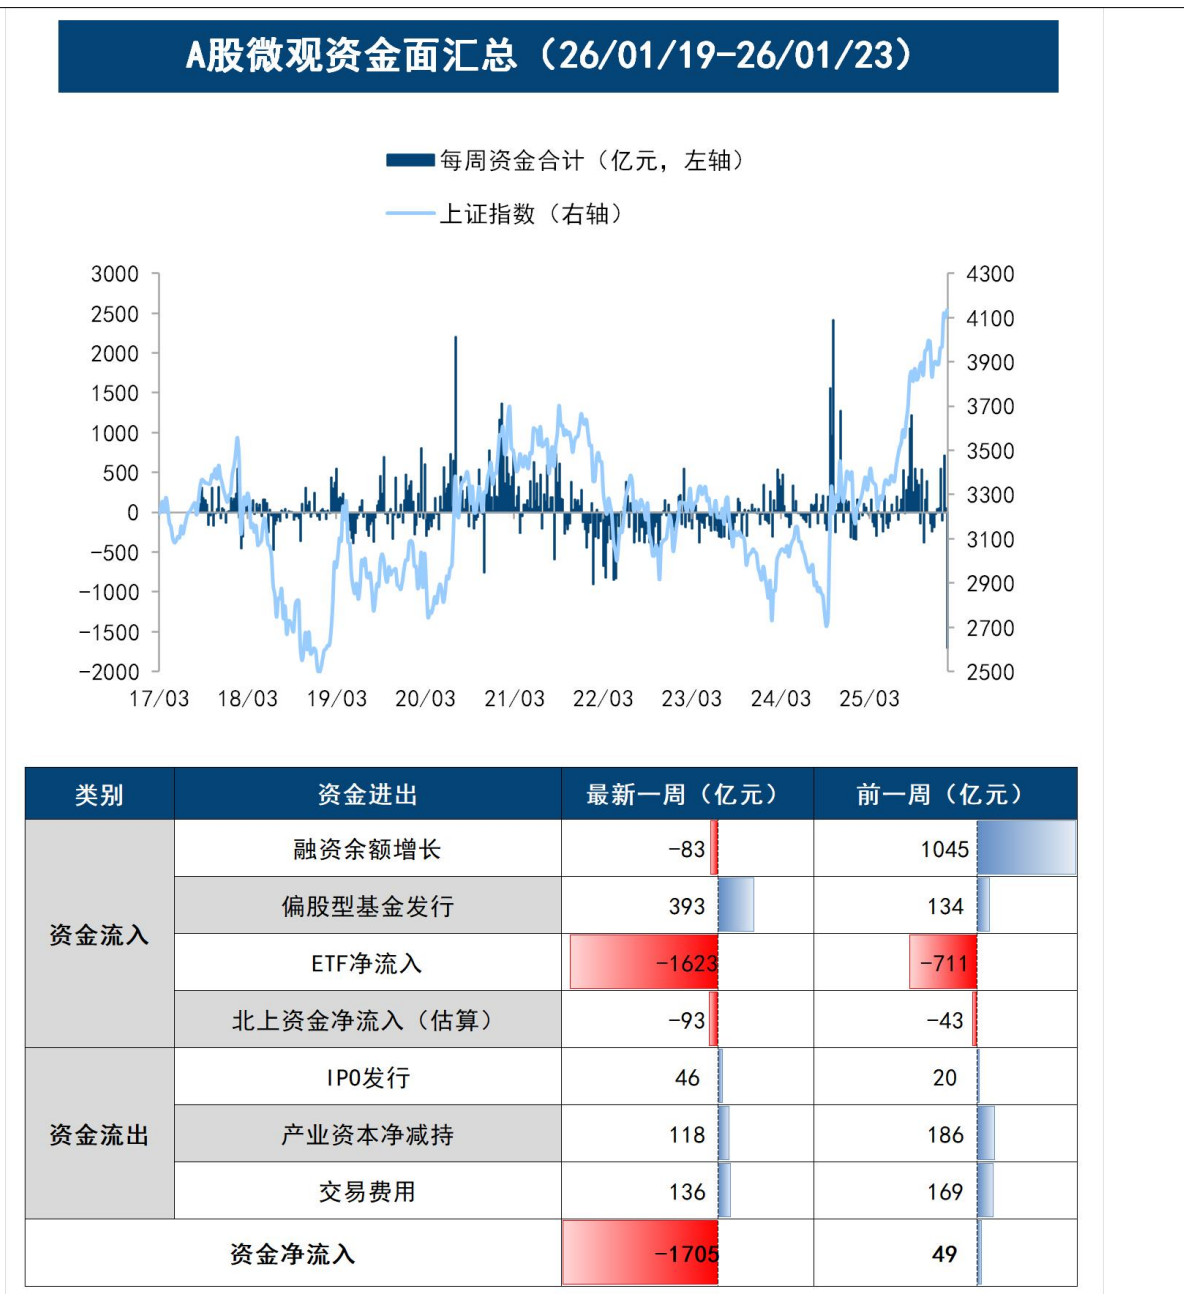 A股微观资金面汇总（26/01/19-26/01/23）
每周资金合计（亿元，左轴）
上证指数（右轴）
3000 4300
2500 4100
2000 3900
1500 3700
1000 3500
500 3300
0 3100
-500 2900
-1000 2700
-1500 2500
-2000
17/03 18/03 19/03 20/03 21/03 22/03 23/03 24/03 25/03
类别 资金进出 最新一周（亿元） 前一周（亿元）
资金流入
融资余额增长 -83 1045
偏股型基金发行 393 134
ETF净流入 -1623 -711
北上资金净流入（估算） -93 -43
资金流出
IPO发行 46 20
产业资本净减持 118 186
交易费用 136 169
资金净流入 -1705 49